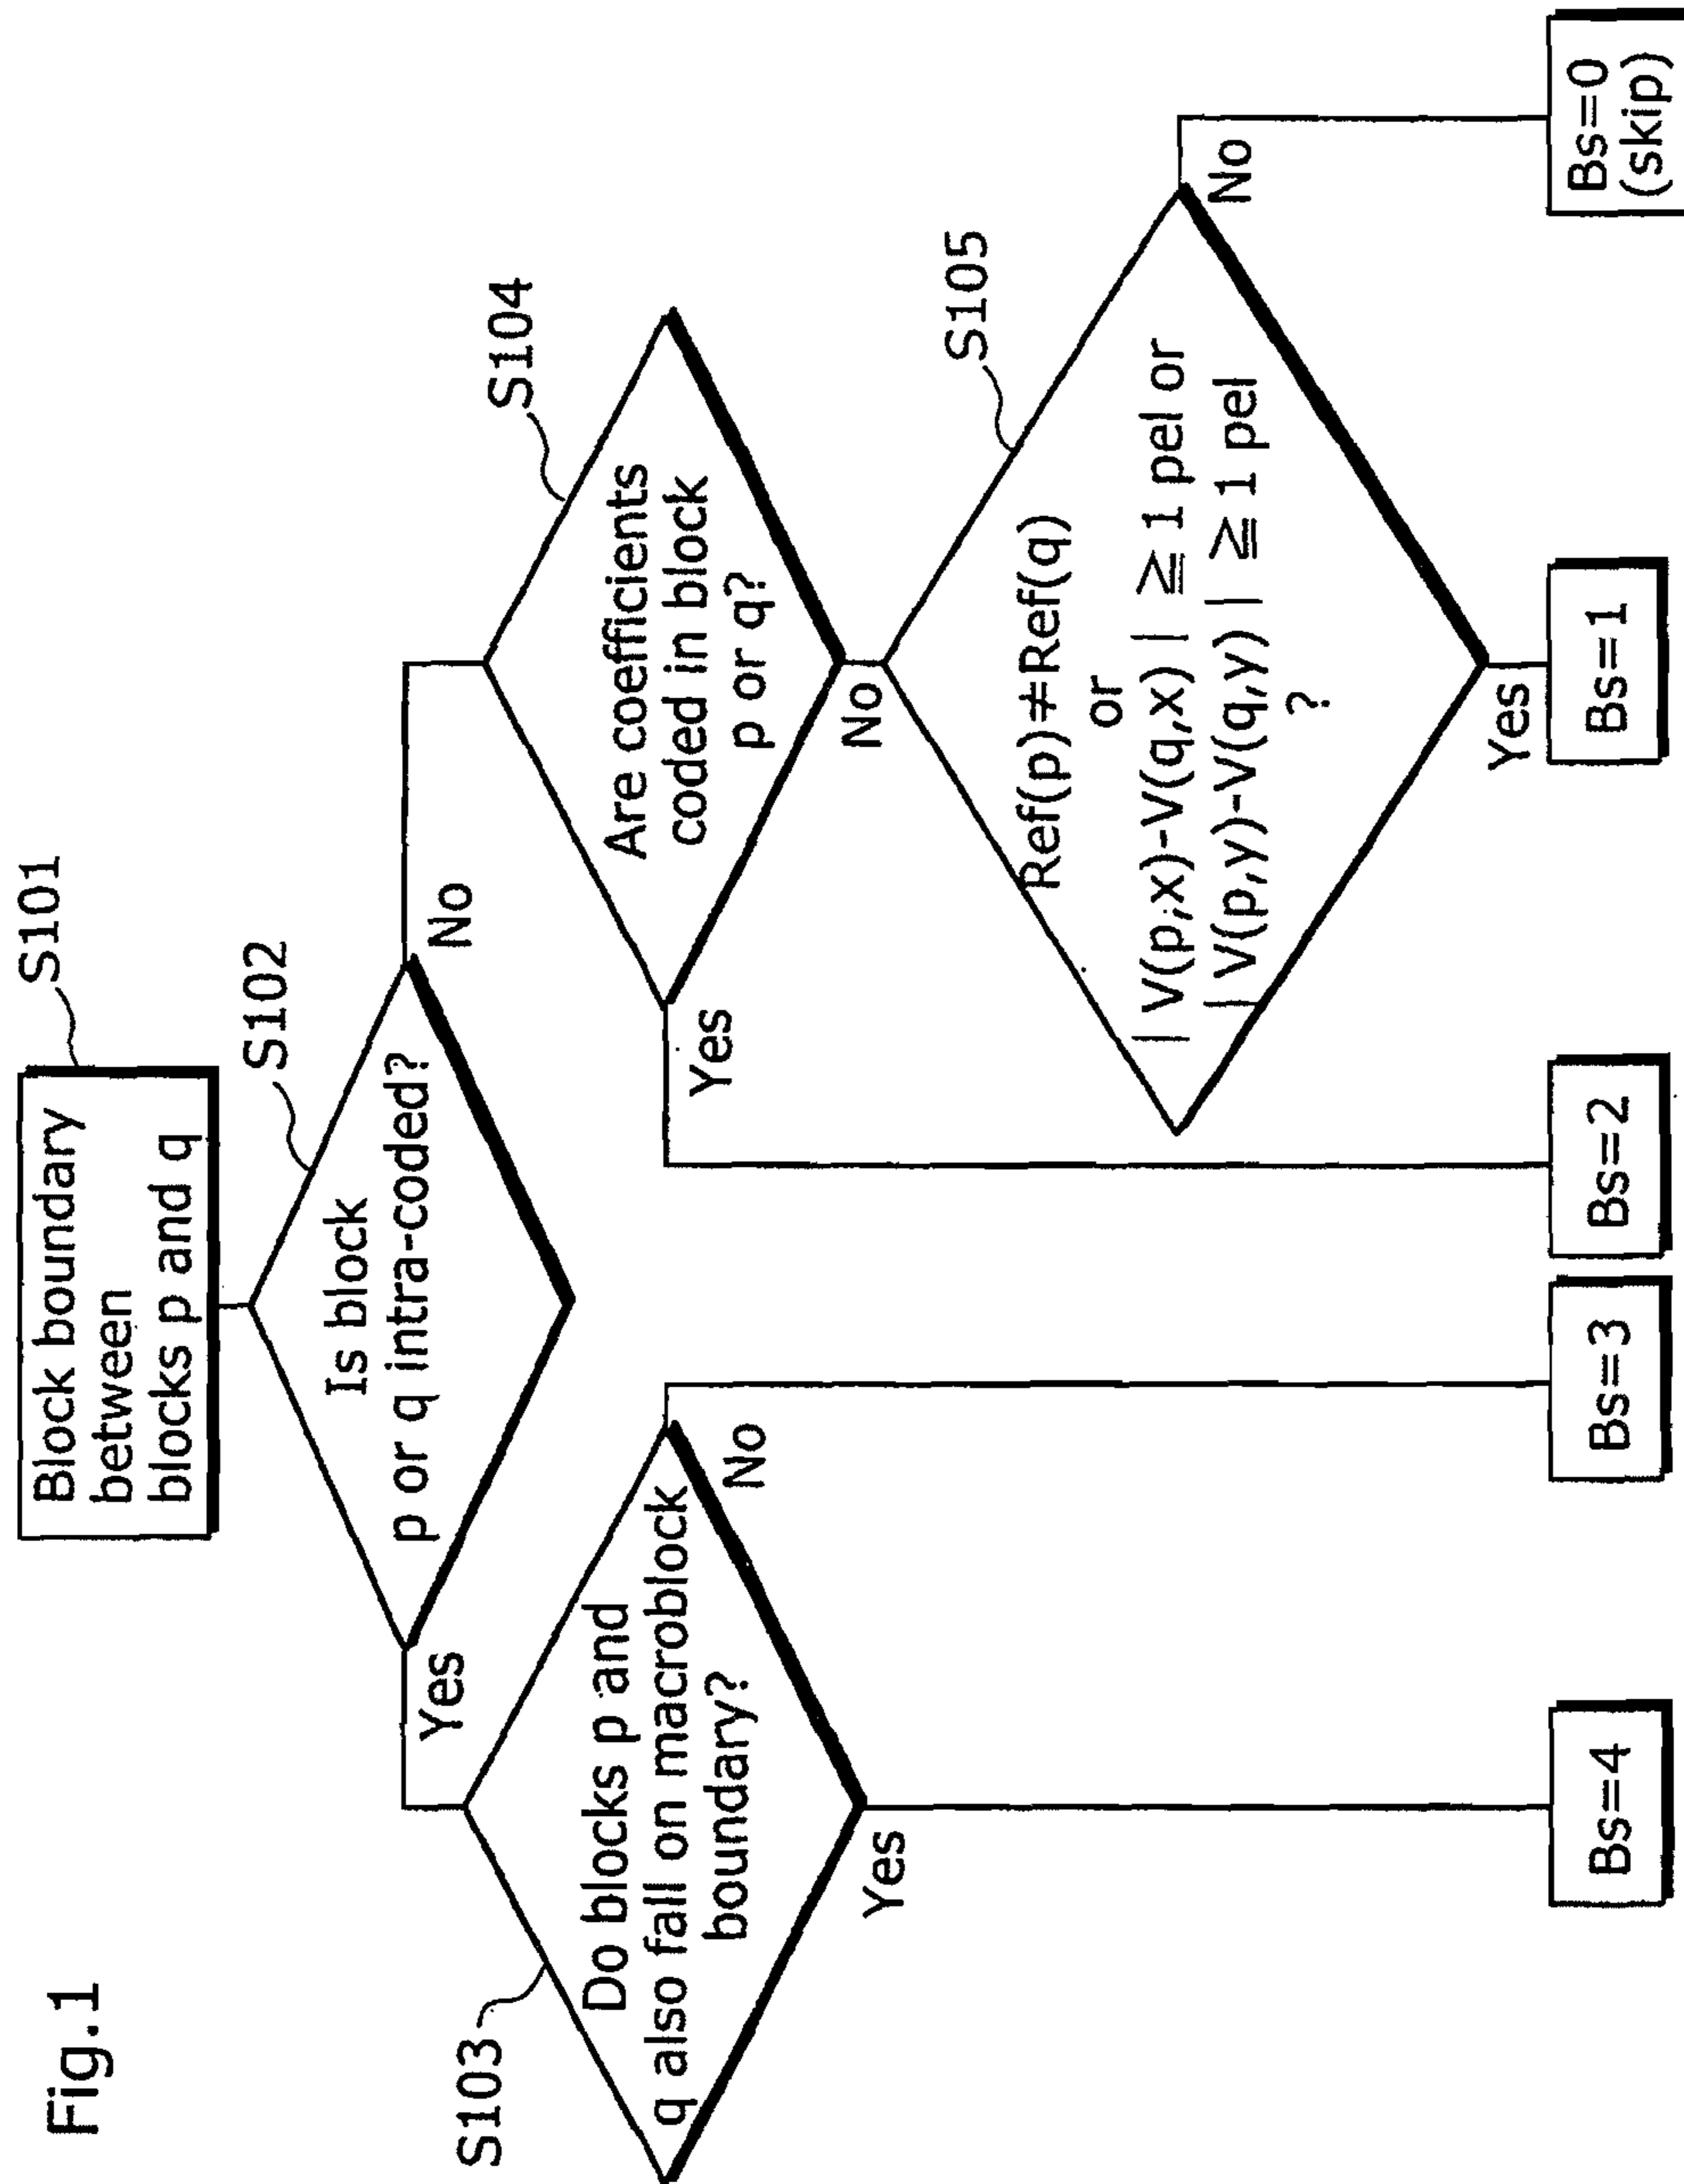 Fig.1
S101
Block boundary
between
blocks p and q
S102
Is block
p or q intra-coded?
Yes
No
S103
Do blocks p and
q also fall on macroblock
boundary?
Yes
No
S104
Are coefficients
coded in block
p or q?
Yes
No
S105
Ref(p)≠Ref(q)
or
|V(p,x)-V(q,x)| ≧1 pel or
|V(p,y)-V(q,y)| ≧1 pel
?
Yes
No
Bs=4
Bs=3
Bs=2
Bs=1
Bs=0
(skip)